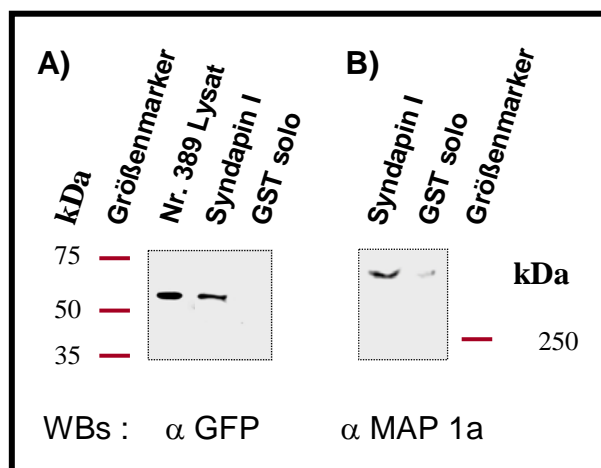 A)
B)
kDa
Größenmarker
Nr. 389 Lysat
Syndapin I
GST solo
Syndapin I
GST solo
Größenmarker
75
50
35
kDa
250
WBs : α GFP
α MAP 1a